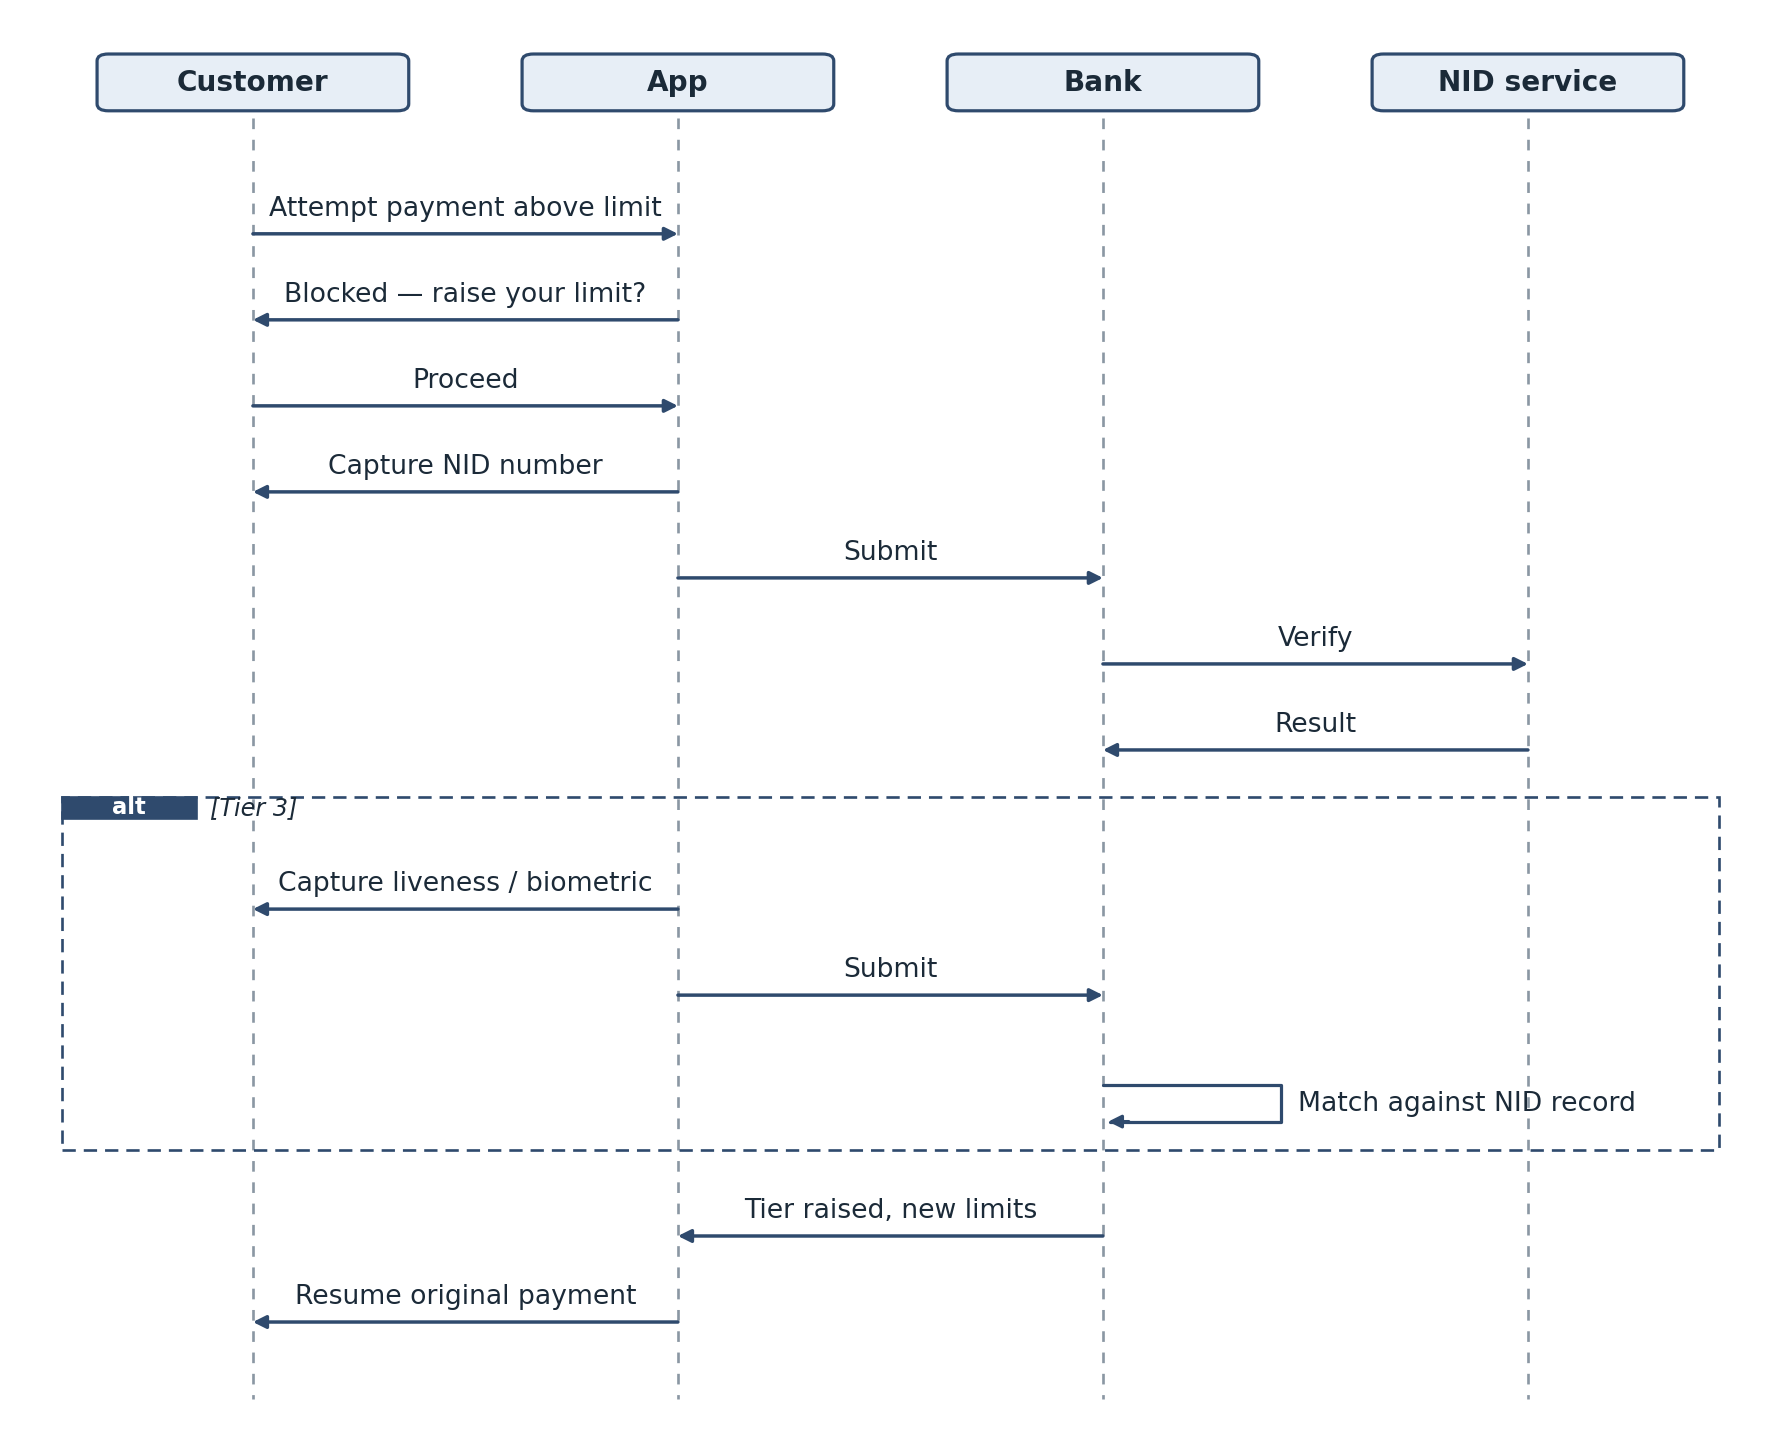 Customer
App
Bank
NID service
Attempt payment above limit
Blocked — raise your limit?
Proceed
Capture NID number
Submit
Verify
Result
alt [Tier 3]
Capture liveness / biometric
Submit
Match against NID record
Tier raised, new limits
Resume original payment